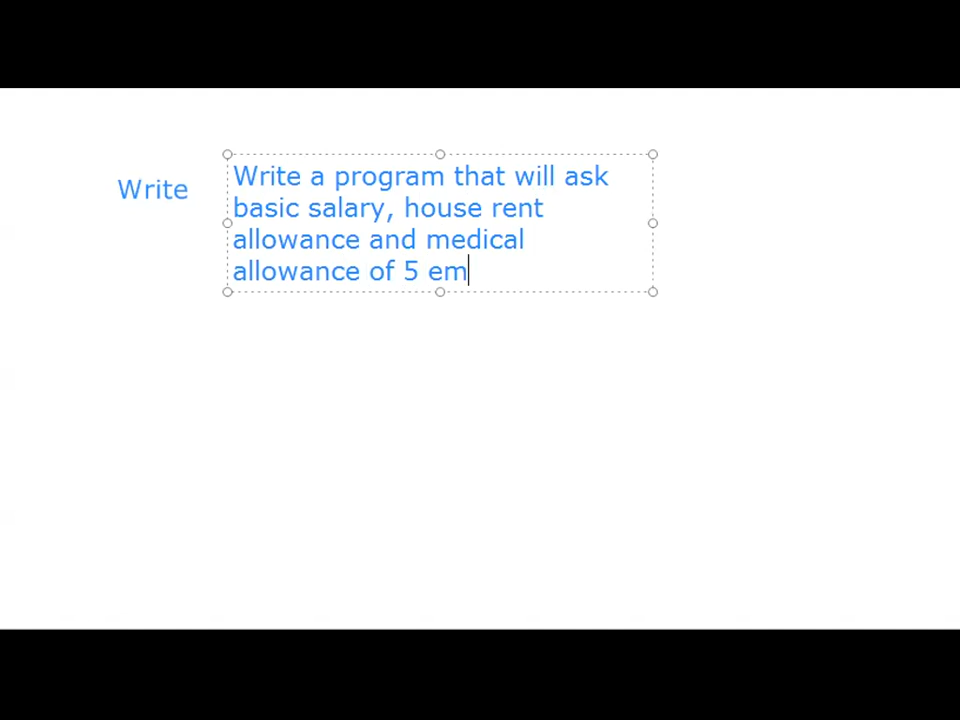 Write
Write a program that will ask
basic salary, house rent
allowance and medical
allowance of 5 em